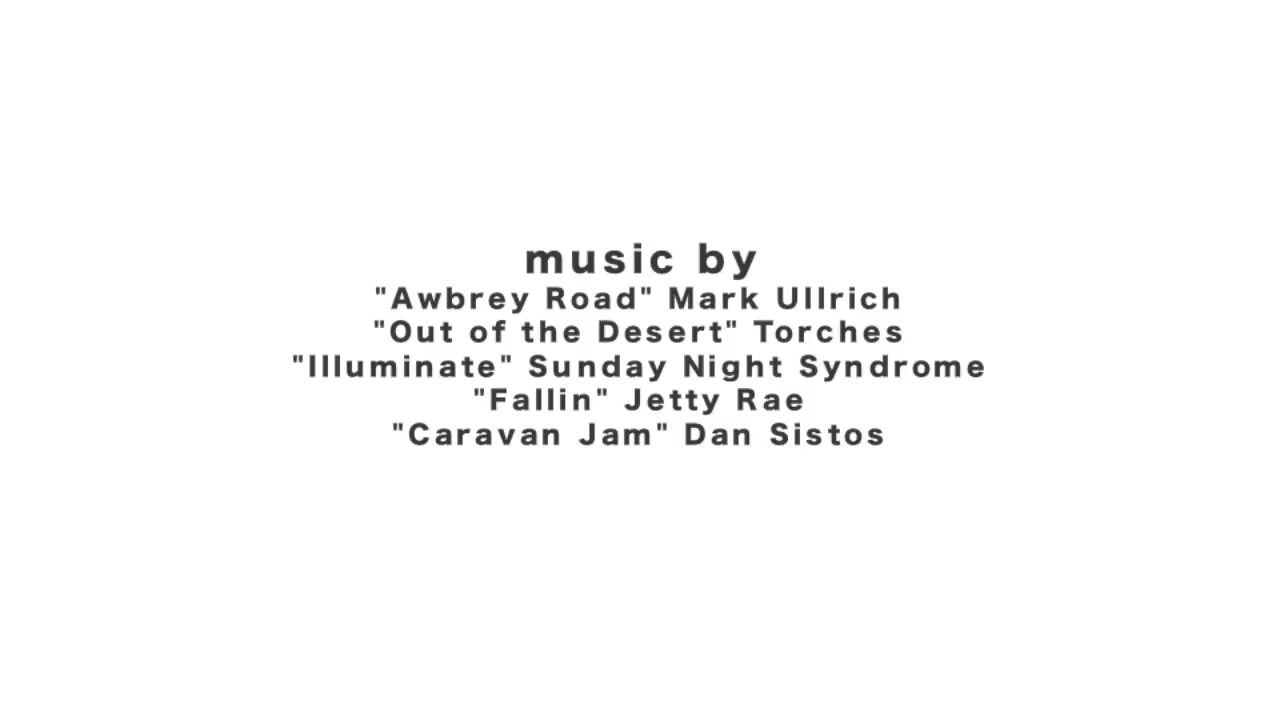 music by
"Awbrey Road" Mark Ullrich
"Out of the Desert" Torches
"Illuminate" Sunday Night Syndrome
"Fallin" Jetty Rae
"Caravan Jam" Dan Sistos